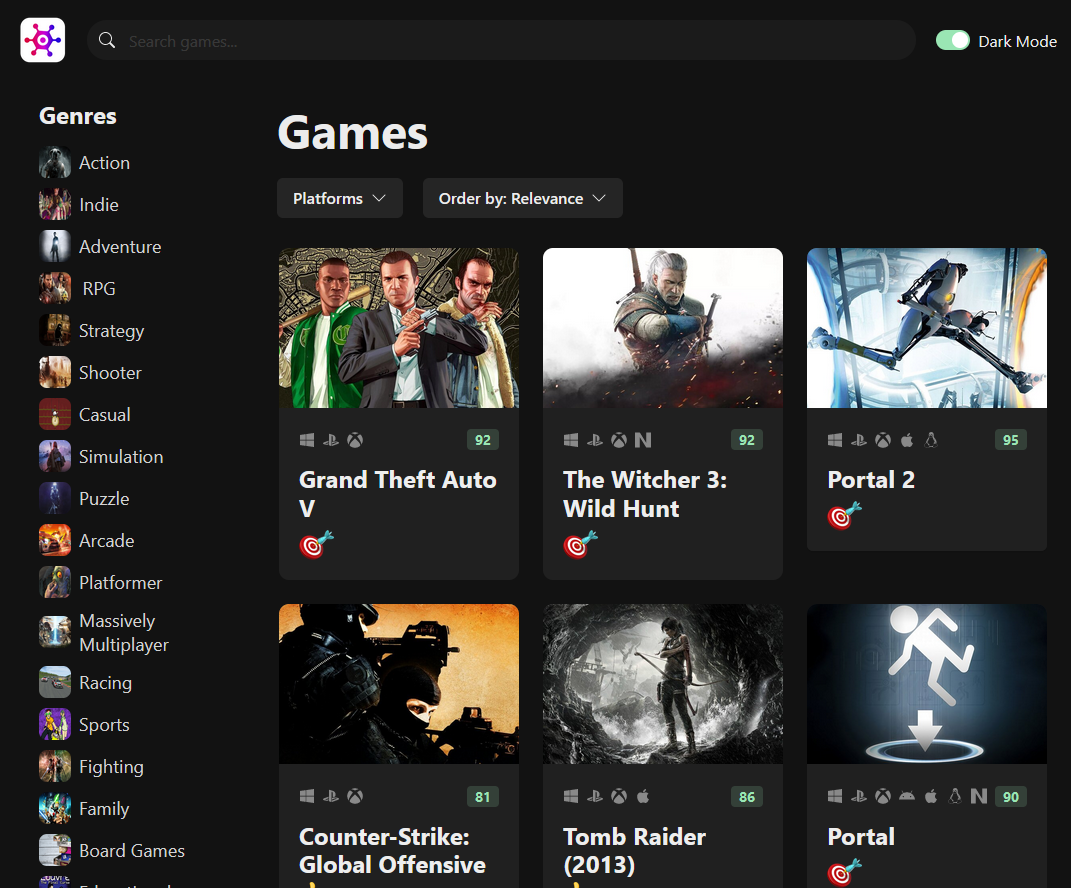 Search games...
Dark Mode
Genres
Action
Indie
Adventure
RPG
Strategy
Shooter
Casual
Simulation
Puzzle
Arcade
Platformer
Massively
Multiplayer
Racing
Sports
Fighting
Family
Board Games
Educational
Games
Platforms
Order by: Relevance
92
Grand Theft Auto
V
92
The Witcher 3:
Wild Hunt
95
Portal 2
81
Counter-Strike:
Global Offensive
86
Tomb Raider
(2013)
90
Portal